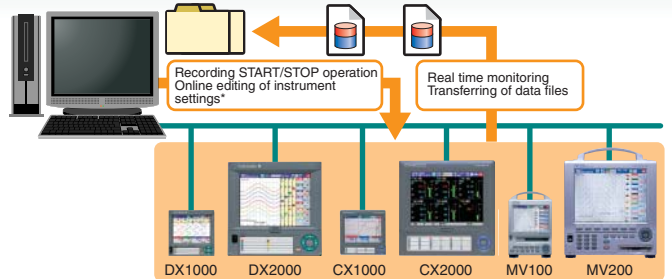 Recording START/STOP operation
Online editing of instrument
settings*
Real time monitoring
Transferring of data files
DX1000
DX2000
CX1000
CX2000
MV100
MV200